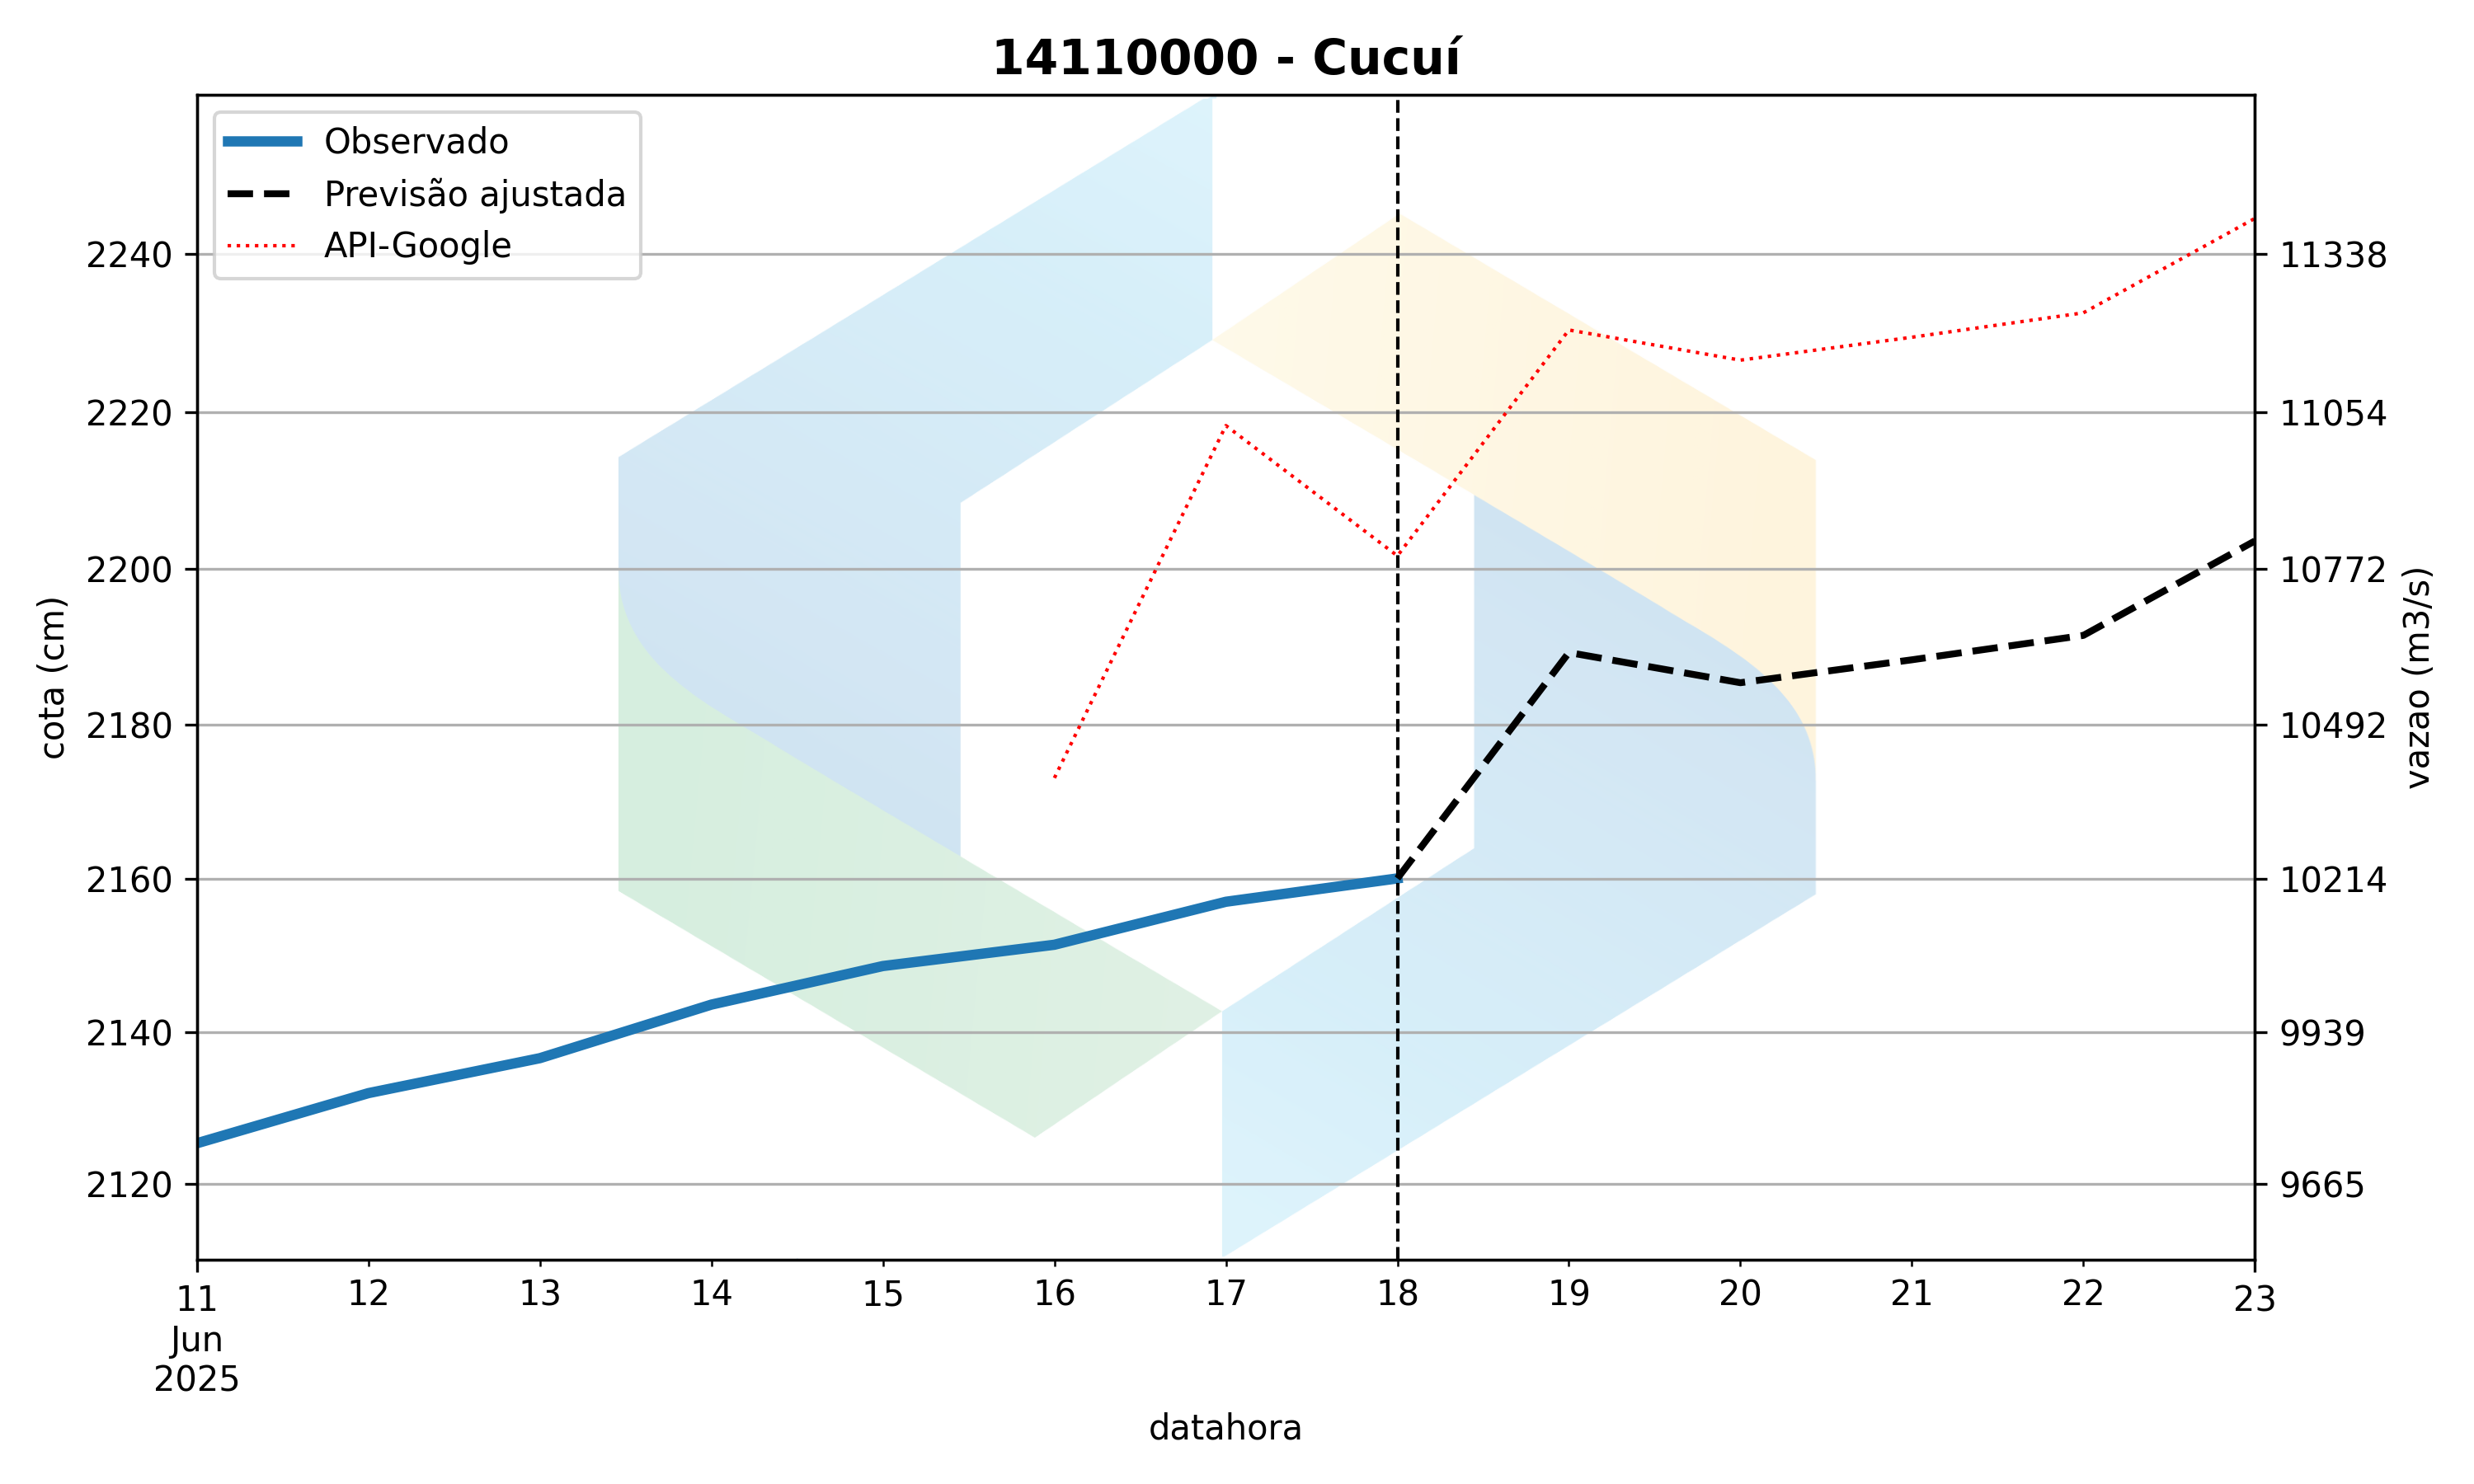 14110000 - Cucuí
Observado
Previsão ajustada
API-Google
2240
2220
2200
2180
2160
2140
2120
cota (cm)
11338
11054
10772
10492
10214
9939
9665
vazao (m3/s)
11 12 13 14 15 16 17 18 19 20 21 22 23
Jun
2025
datahora